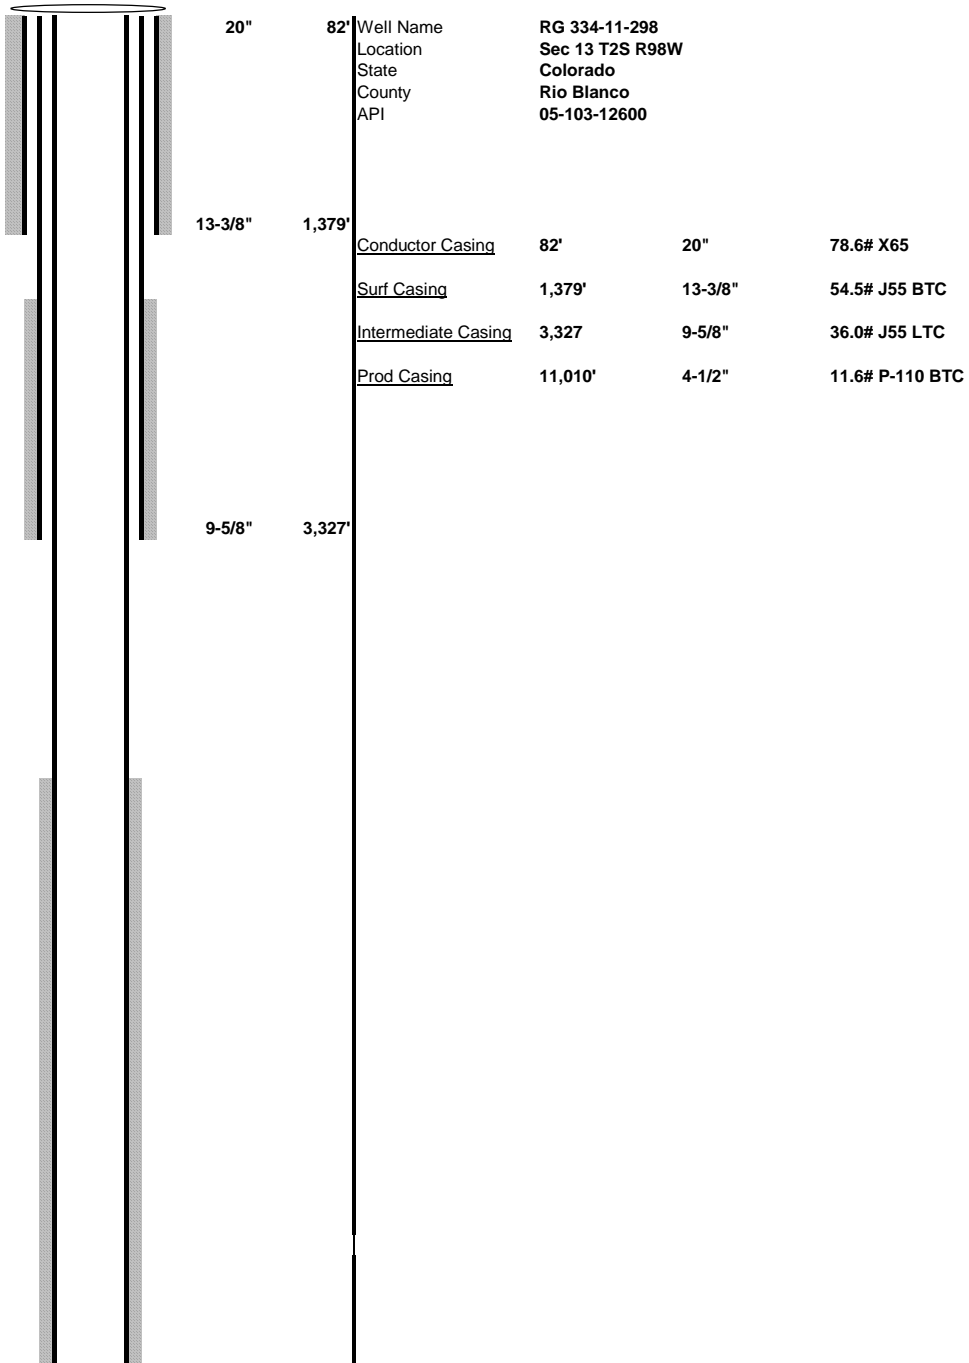 20" 82' Well Name RG 334-11-298
Location Sec 13 T2S R98W
State Colorado
County Rio Blanco
API 05-103-12600
13-3/8" 1,379'
Conductor Casing 82' 20" 78.6# X65
Surf Casing 1,379' 13-3/8" 54.5# J55 BTC
Intermediate Casing 3,327 9-5/8" 36.0# J55 LTC
Prod Casing 11,010' 4-1/2" 11.6# P-110 BTC
9-5/8" 3,327'